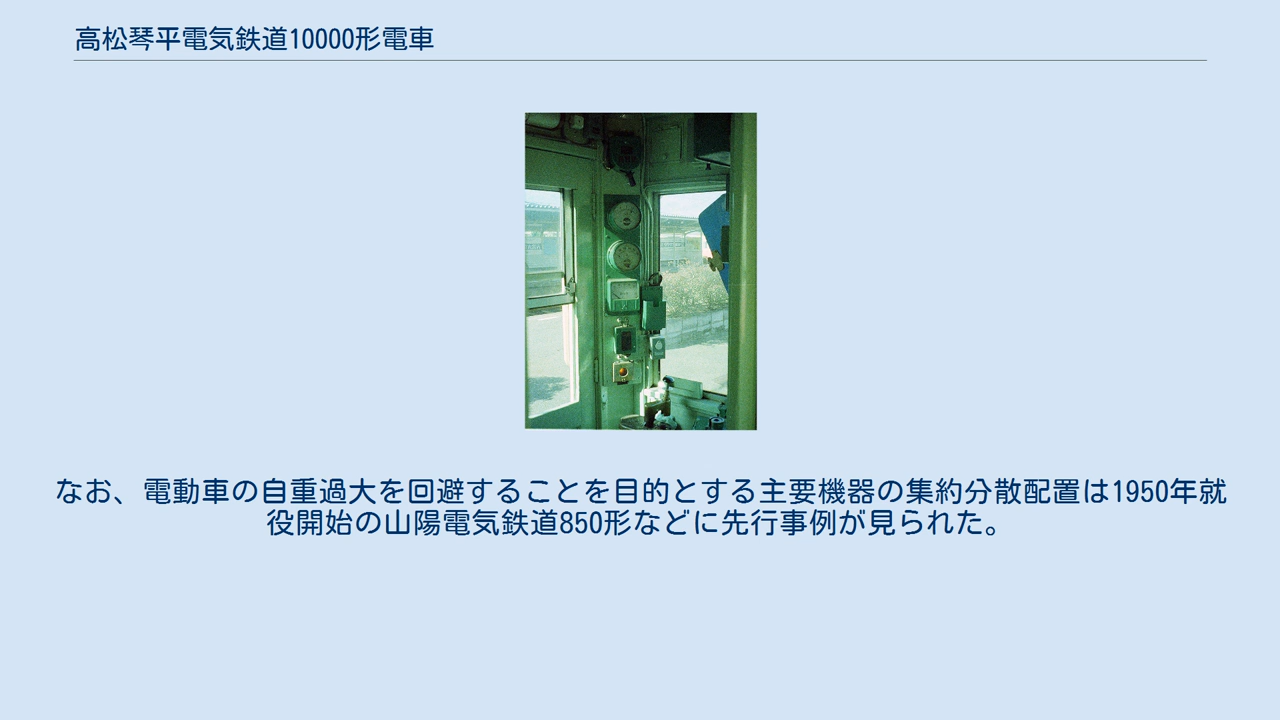 高松琴平電気鉄道10000形電車
なお、電動車の自重過大を回避することを目的とする主要機器の集約分散配置は1950年就
役開始の山陽電気鉄道850形などに先行事例が見られた。